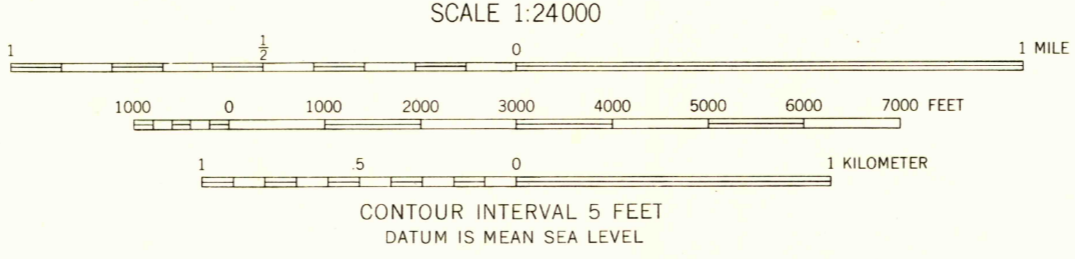 SCALE 1:24000
1 1/2 0 1 MILE
1000 0 1000 2000 3000 4000 5000 6000 7000 FEET
1 .5 0 1 KILOMETER
CONTOUR INTERVAL 5 FEET
DATUM IS MEAN SEA LEVEL